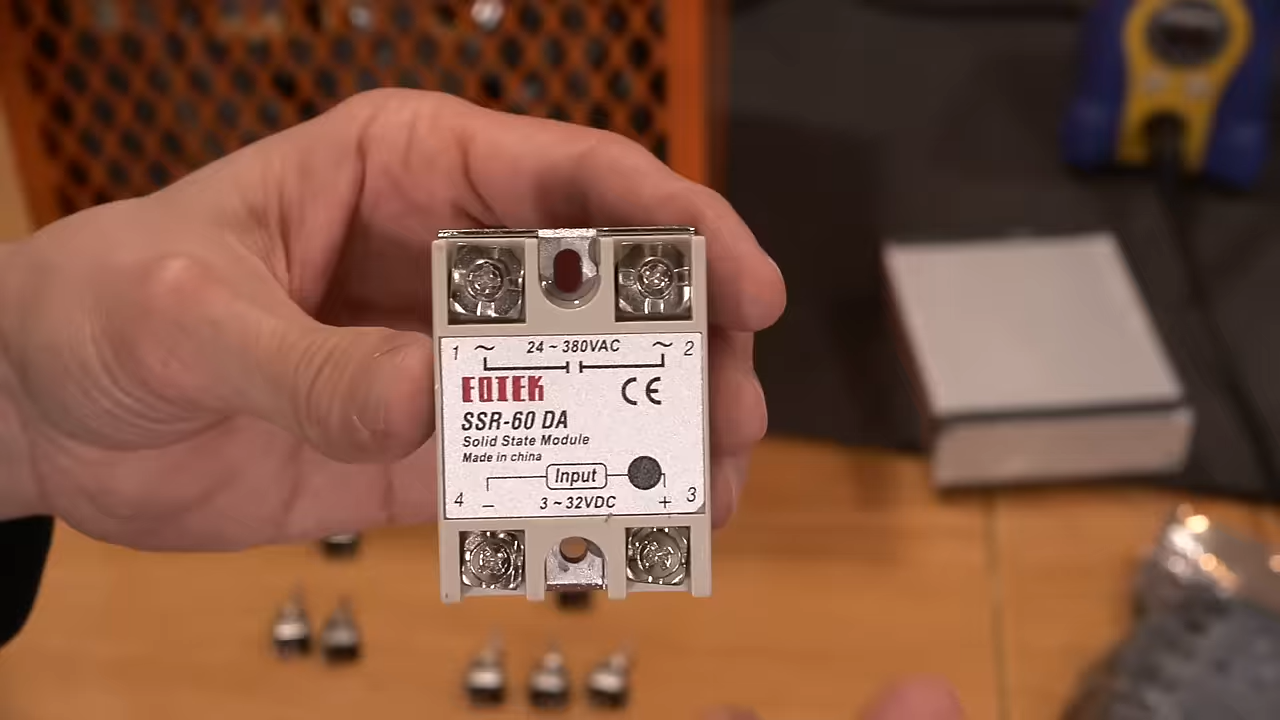 1 ~ 24~380VAC ~ 2
FOTEK
CE
SSR-60 DA
Solid State Module
Made in china
Input
4 − 3~32VDC + 3